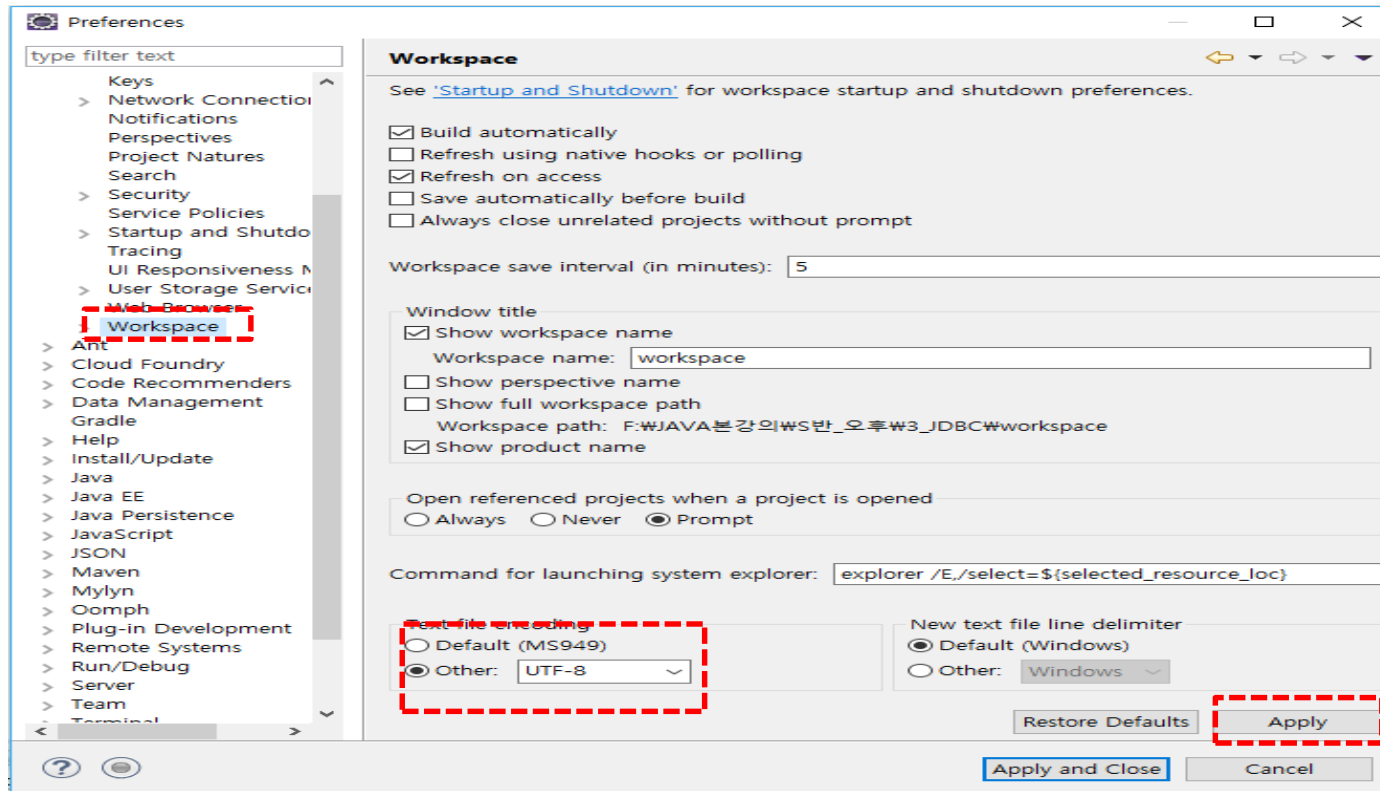 Preferences
type filter text
Keys
Network Connectio
Notifications
Perspectives
Project Natures
Search
Security
Service Policies
Startup and Shutdo
Tracing
UI Responsiveness M
User Storage Service
Web Browser
Workspace
Ant
Cloud Foundry
Code Recommenders
Data Management
Gradle
Help
Install/Update
Java
Java EE
Java Persistence
JavaScript
JSON
Maven
Mylyn
Oomph
Plug-in Development
Remote Systems
Run/Debug
Server
Team
Terminal
Workspace
See 'Startup and Shutdown' for workspace startup and shutdown preferences.
Build automatically
Refresh using native hooks or polling
Refresh on access
Save automatically before build
Always close unrelated projects without prompt
Workspace save interval (in minutes): 5
Window title
Show workspace name
Workspace name: workspace
Show perspective name
Show full workspace path
Workspace path: F:₩JAVA본강의₩S반_오후₩3_JDBC₩workspace
Show product name
Open referenced projects when a project is opened
Always Never Prompt
Command for launching system explorer: explorer /E,/select=${selected_resource_loc}
Text file encoding
Default (MS949)
Other: UTF-8
New text file line delimiter
Default (Windows)
Other: Windows
Restore Defaults Apply
Apply and Close Cancel